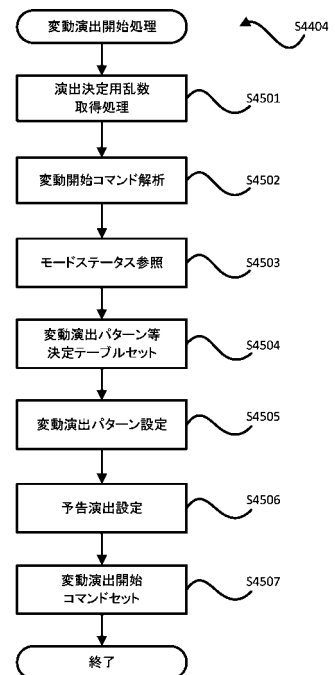 変動演出開始処理
S4404
演出決定用乱数
取得処理
S4501
変動開始コマンド解析
S4502
モードステータス参照
S4503
変動演出パターン等
決定テーブルセット
S4504
変動演出パターン設定
S4505
予告演出設定
S4506
変動演出開始
コマンドセット
S4507
終了